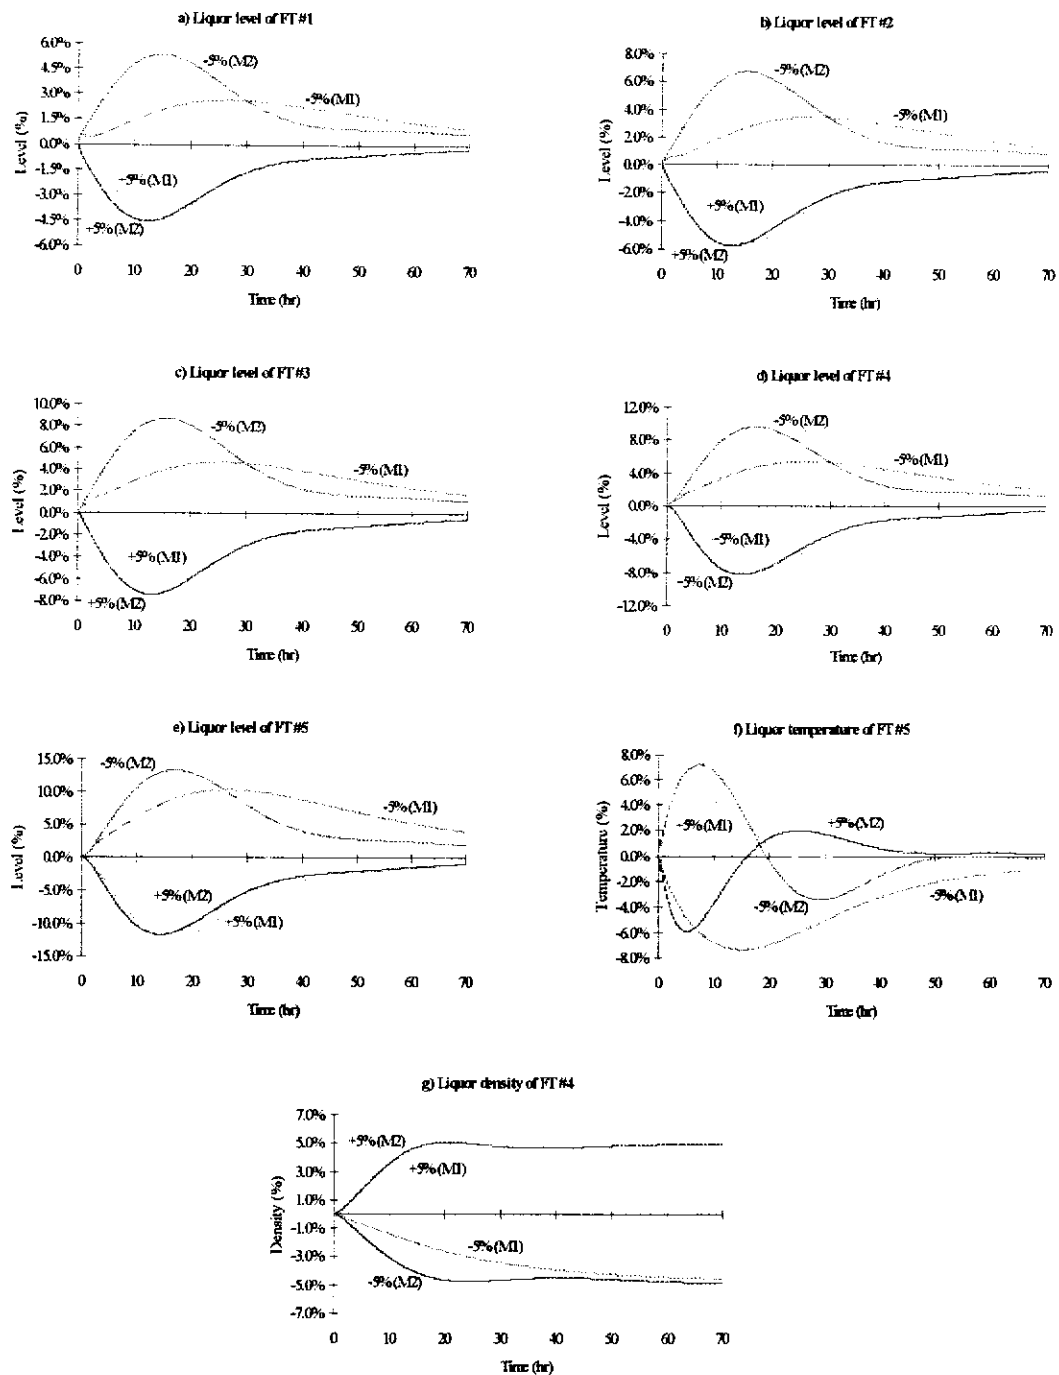 a) Liquor level of FT#1
6.0%
4.5%
3.0%
1.5%
0.0%
-1.5%
-3.0%
-4.5%
-6.0%
Level (%)
-5%(M2)
-5%(M1)
+5%(M1)
+5%(M2)
0 10 20 30 40 50 60 70
Time (hr)
b) Liquor level of FT#2
8.0%
6.0%
4.0%
2.0%
0.0%
-2.0%
-4.0%
-6.0%
Level (%)
-5%(M2)
-5%(M1)
+5%(M1)
+5%(M2)
0 10 20 30 40 50 60 70
Time (hr)
c) Liquor level of FT#3
10.0%
8.0%
6.0%
4.0%
2.0%
0.0%
-2.0%
-4.0%
-6.0%
-8.0%
Level (%)
-5%(M2)
-5%(M1)
+5%(M1)
+5%(M2)
0 10 20 30 40 50 60 70
Time (hr)
d) Liquor level of FT#4
12.0%
8.0%
4.0%
0.0%
-4.0%
-8.0%
-12.0%
Level (%)
-5%(M2)
-5%(M1)
-5%(M1)
-5%(M2)
0 10 20 30 40 50 60 70
Time (hr)
e) Liquor level of FT#5
15.0%
10.0%
5.0%
0.0%
-5.0%
-10.0%
-15.0%
Level (%)
-5%(M2)
-5%(M1)
+5%(M2)
+5%(M1)
0 10 20 30 40 50 60 70
Time (hr)
f) Liquor temperature of FT#5
8.0%
6.0%
4.0%
2.0%
0.0%
-2.0%
-4.0%
-6.0%
-8.0%
Temperature (%)
+5%(M1)
+5%(M2)
-5%(M2)
-5%(M1)
0 10 20 30 40 50 60 70
Time (hr)
g) Liquor density of FT#4
7.0%
5.0%
3.0%
1.0%
-1.0%
-3.0%
-5.0%
-7.0%
Density (%)
+5%(M2)
+5%(M1)
-5%(M1)
-5%(M2)
0 10 20 30 40 50 60 70
Time (hr)